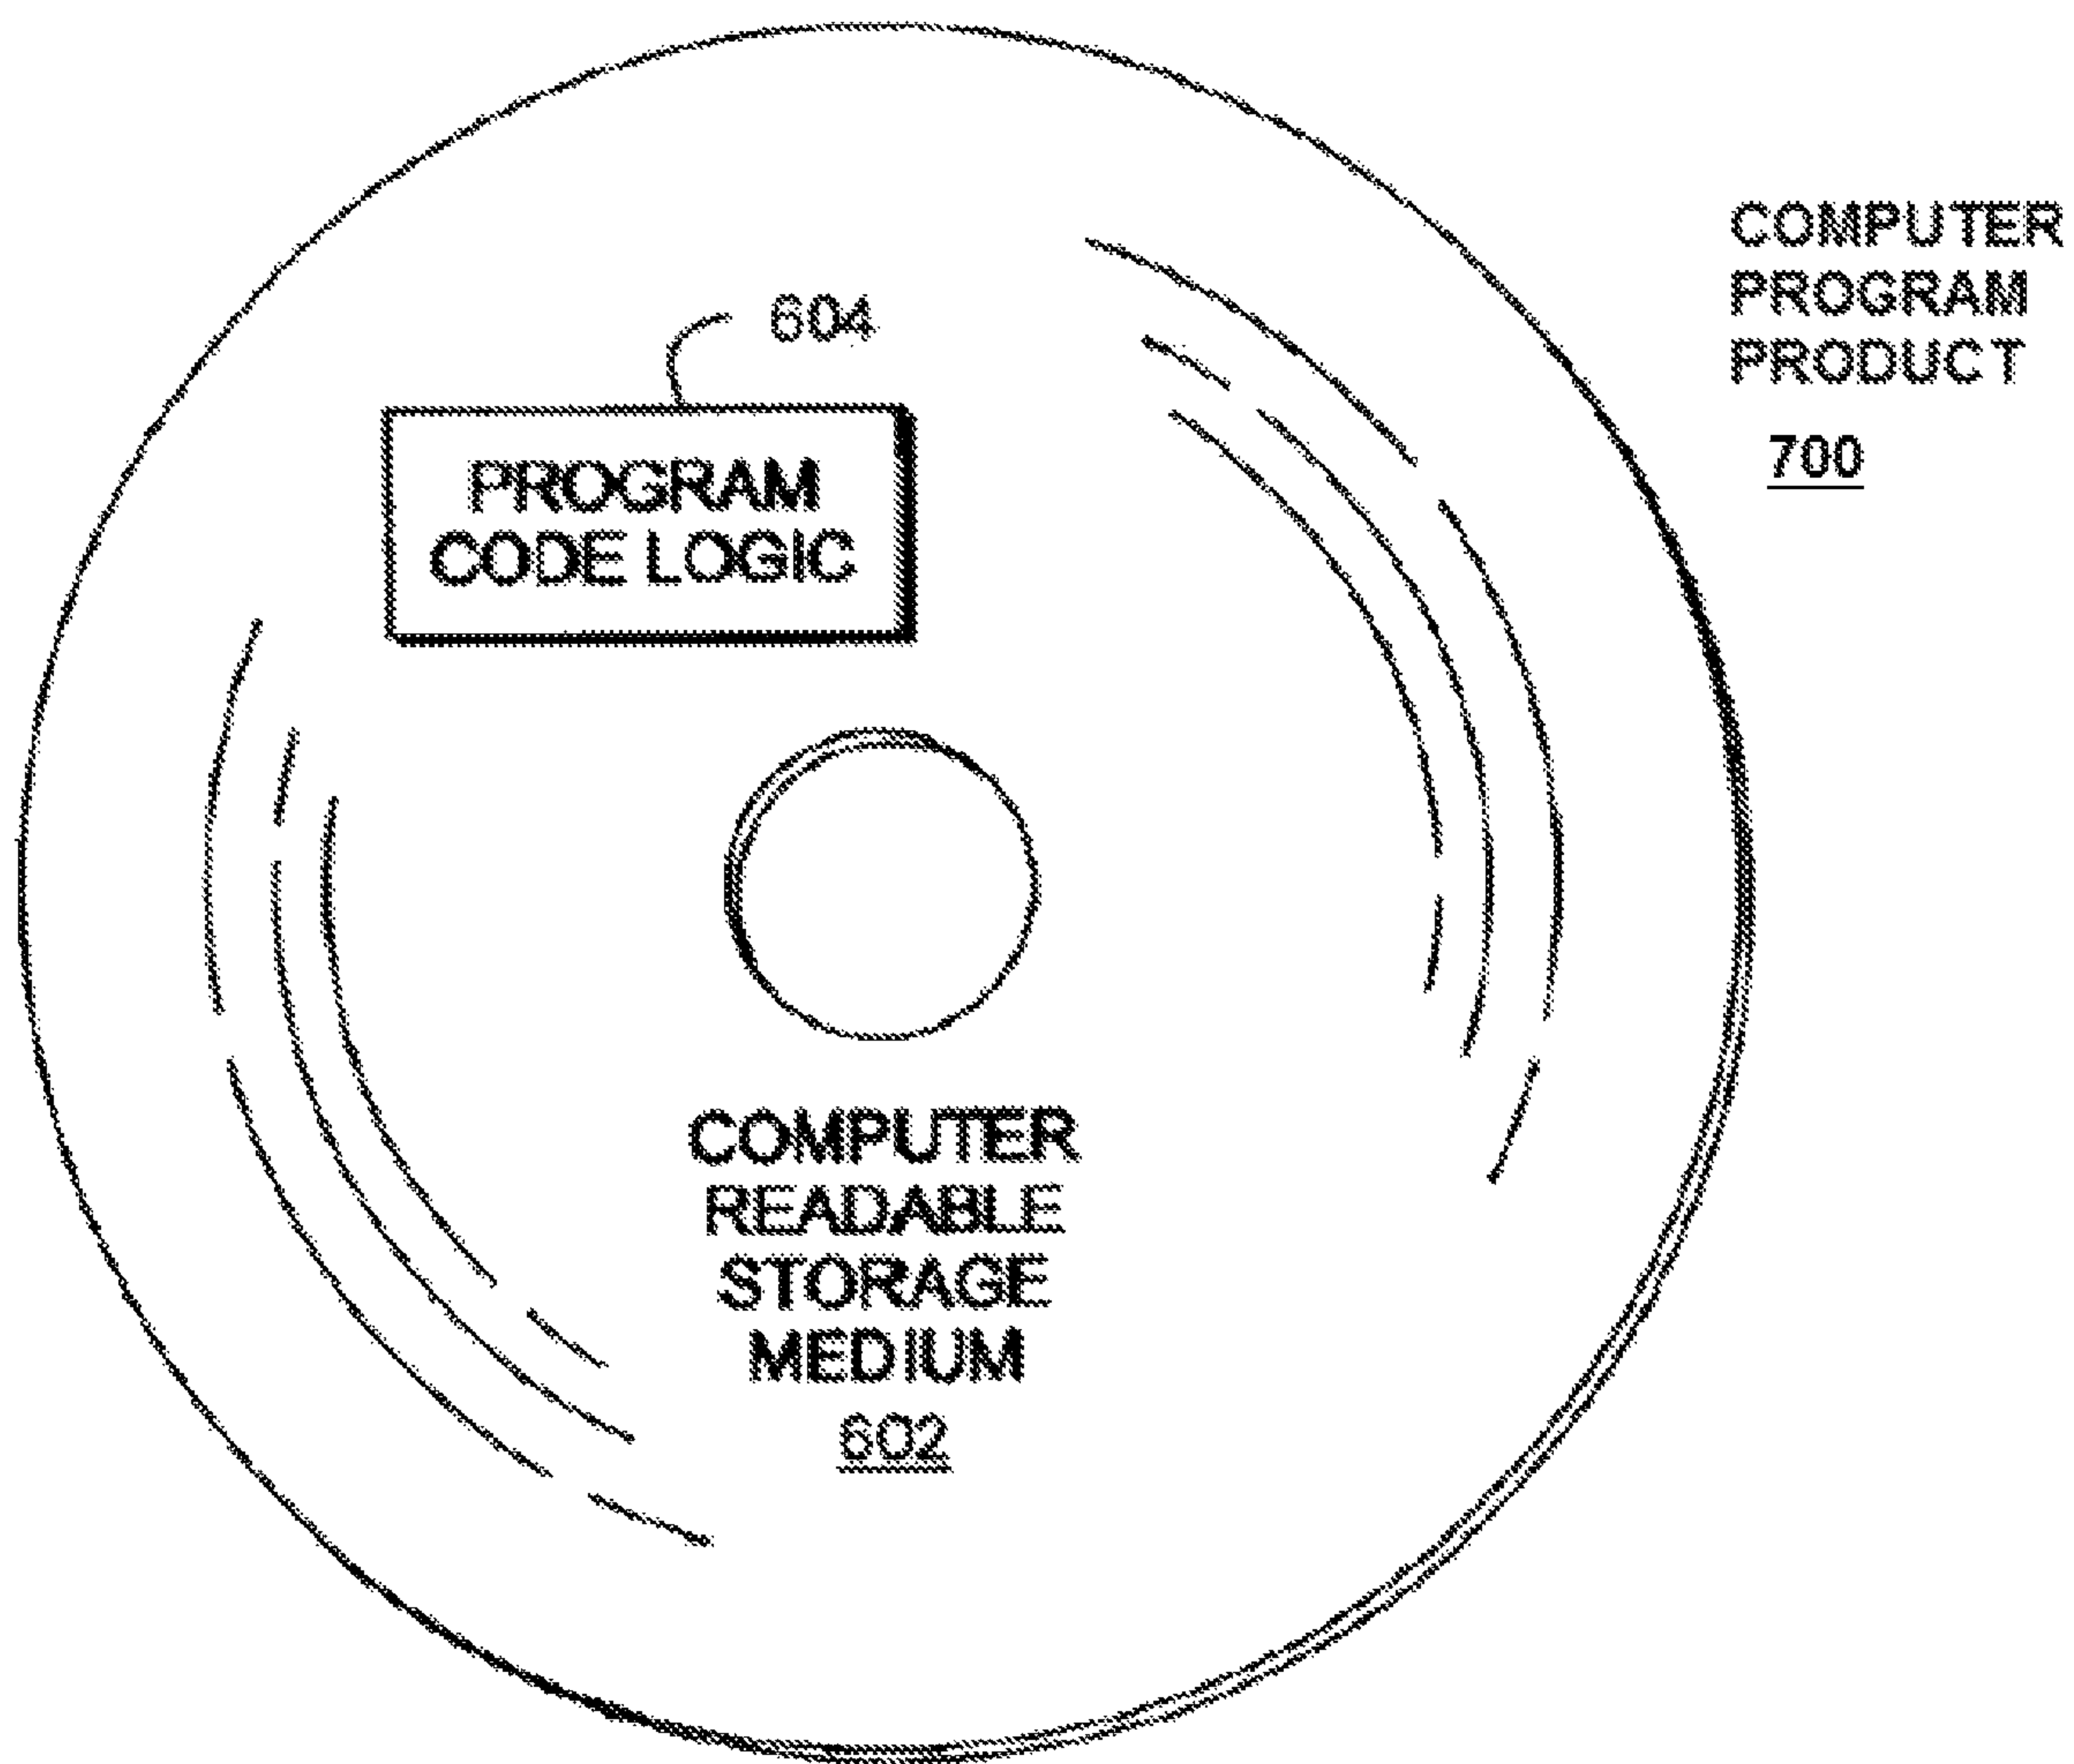 COMPUTER
PROGRAM
PRODUCT
700
604
PROGRAM
CODE LOGIC
COMPUTER
READABLE
STORAGE
MEDIUM
602